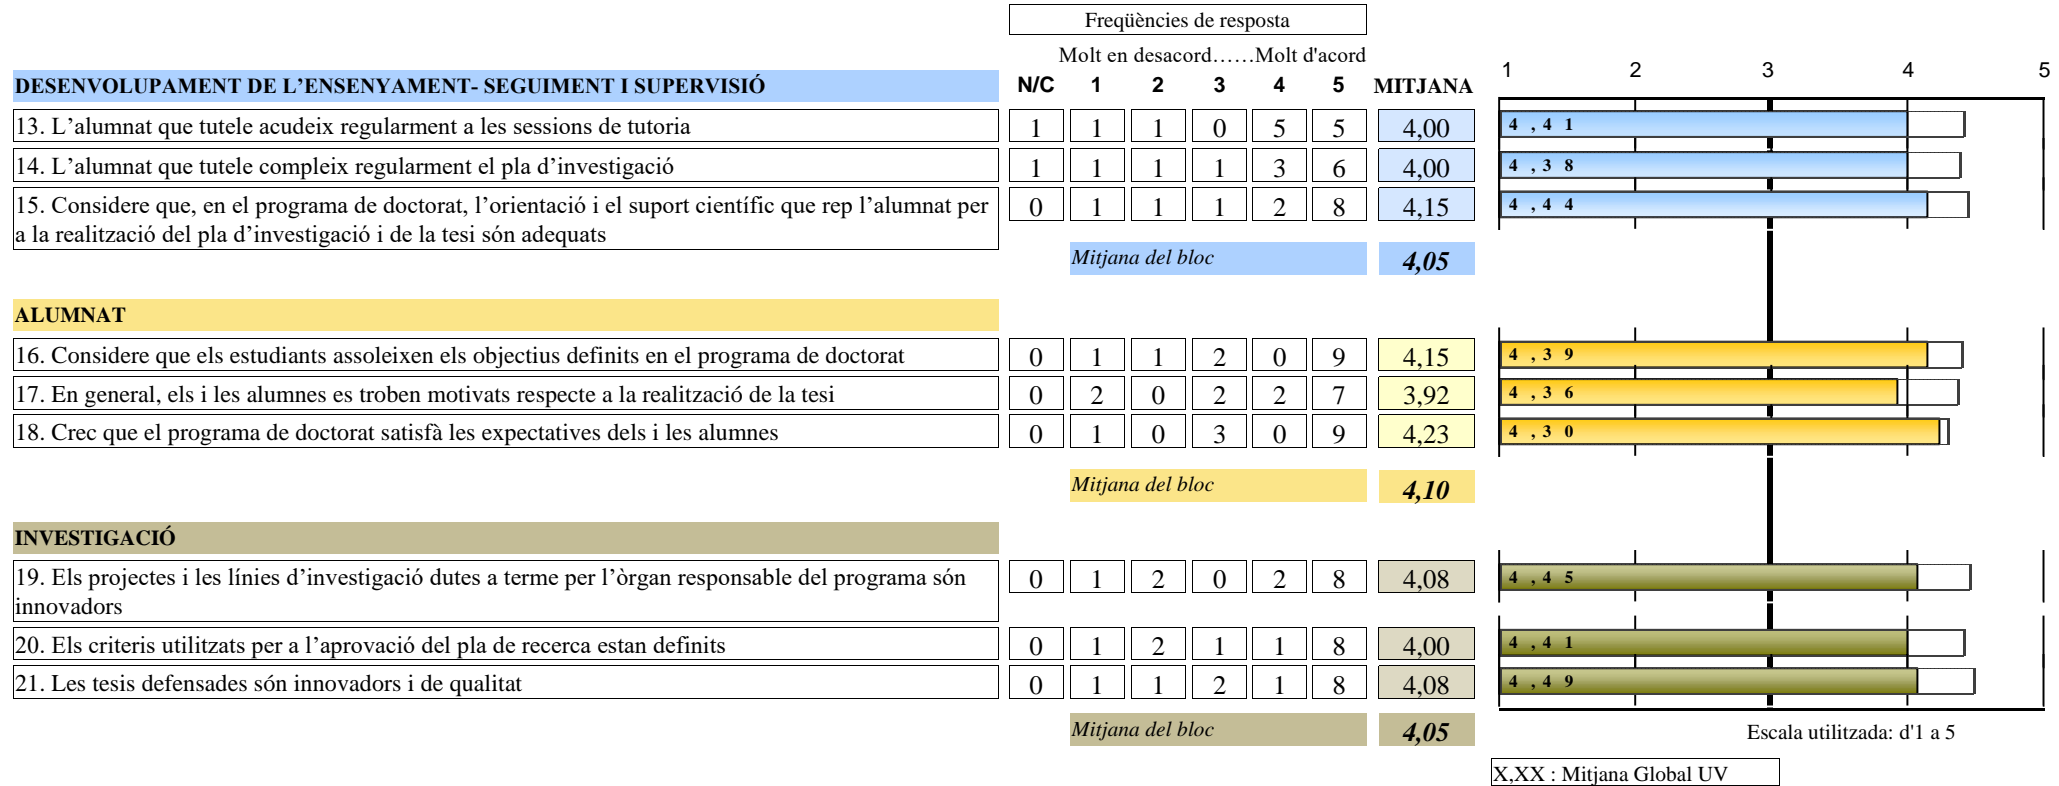 Freqüències de resposta
Molt en desacord……Molt d'acord
DESENVOLUPAMENT DE L’ENSENYAMENT- SEGUIMENT I SUPERVISIÓ N/C 1 2 3 4 5 MITJANA 1 2 3 4 5
13. L’alumnat que tutele acudeix regularment a les sessions de tutoria 1 1 1 0 5 5 4,00 4,41
14. L’alumnat que tutele compleix regularment el pla d’investigació 1 1 1 1 3 6 4,00 4,38
15. Considere que, en el programa de doctorat, l’orientació i el suport científic que rep l’alumnat per 0 1 1 1 2 8 4,15 4,44
a la realització del pla d’investigació i de la tesi són adequats
Mitjana del bloc 4,05
ALUMNAT
16. Considere que els estudiants assoleixen els objectius definits en el programa de doctorat 0 1 1 2 0 9 4,15 4,39
17. En general, els i les alumnes es troben motivats respecte a la realització de la tesi 0 2 0 2 2 7 3,92 4,36
18. Crec que el programa de doctorat satisfà les expectatives dels i les alumnes 0 1 0 3 0 9 4,23 4,30
Mitjana del bloc 4,10
INVESTIGACIÓ
19. Els projectes i les línies d’investigació dutes a terme per l’òrgan responsable del programa són 0 1 2 0 2 8 4,08 4,45
innovadors
20. Els criteris utilitzats per a l’aprovació del pla de recerca estan definits 0 1 2 1 1 8 4,00 4,41
21. Les tesis defensades són innovadors i de qualitat 0 1 1 2 1 8 4,08 4,49
Mitjana del bloc 4,05
Escala utilitzada: d'1 a 5
X,XX : Mitjana Global UV